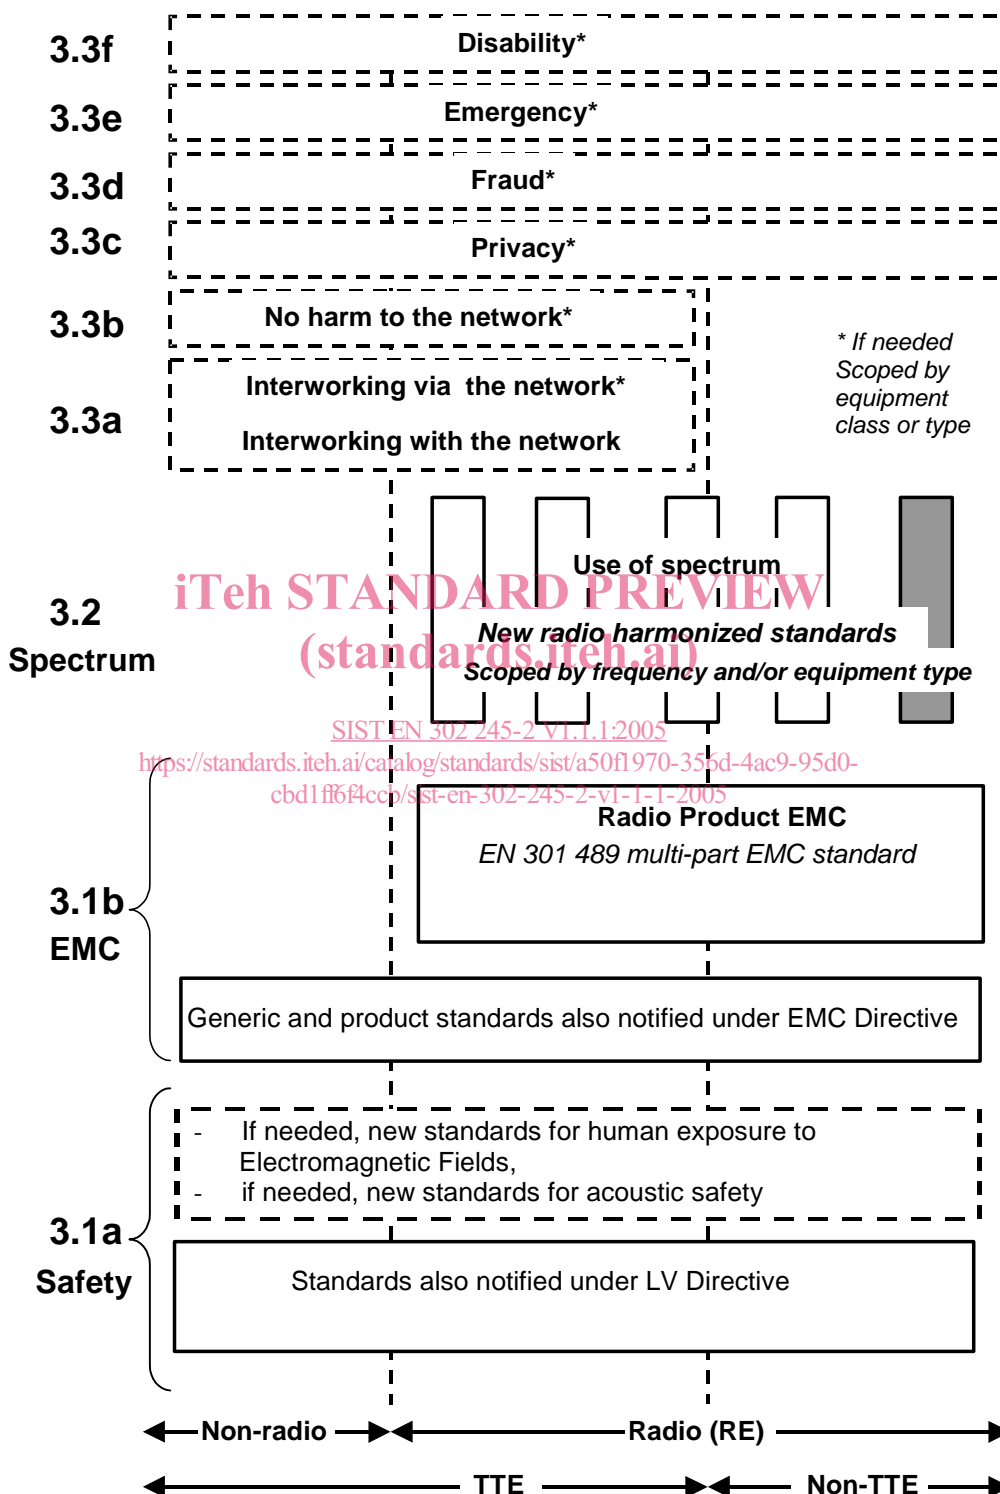 3.3f
Disability*
3.3e
Emergency*
3.3d
Fraud*
3.3c
Privacy*
3.3b
No harm to the network*
* If needed
Scoped by
equipment
class or type
3.3a
Interworking via the network*
Interworking with the network
Use of spectrum
iTeh STANDARD PREVIEW
3.2
Spectrum
New radio harmonized standards
(standards.iteh.ai)
Scoped by frequency and/or equipment type
SIST EN 302 245-2 V1.1.1:2005
https://standards.iteh.ai/catalog/standards/sist/a50f1970-356d-4ac9-95d0-
cbd1ff6f4ccb/sist-en-302-245-2-v1-1-1-2005
Radio Product EMC
EN 301 489 multi-part EMC standard
3.1b
EMC
Generic and product standards also notified under EMC Directive
- If needed, new standards for human exposure to
Electromagnetic Fields,
- if needed, new standards for acoustic safety
3.1a
Safety
Standards also notified under LV Directive
Non-radio
Radio (RE)
TTE
Non-TTE